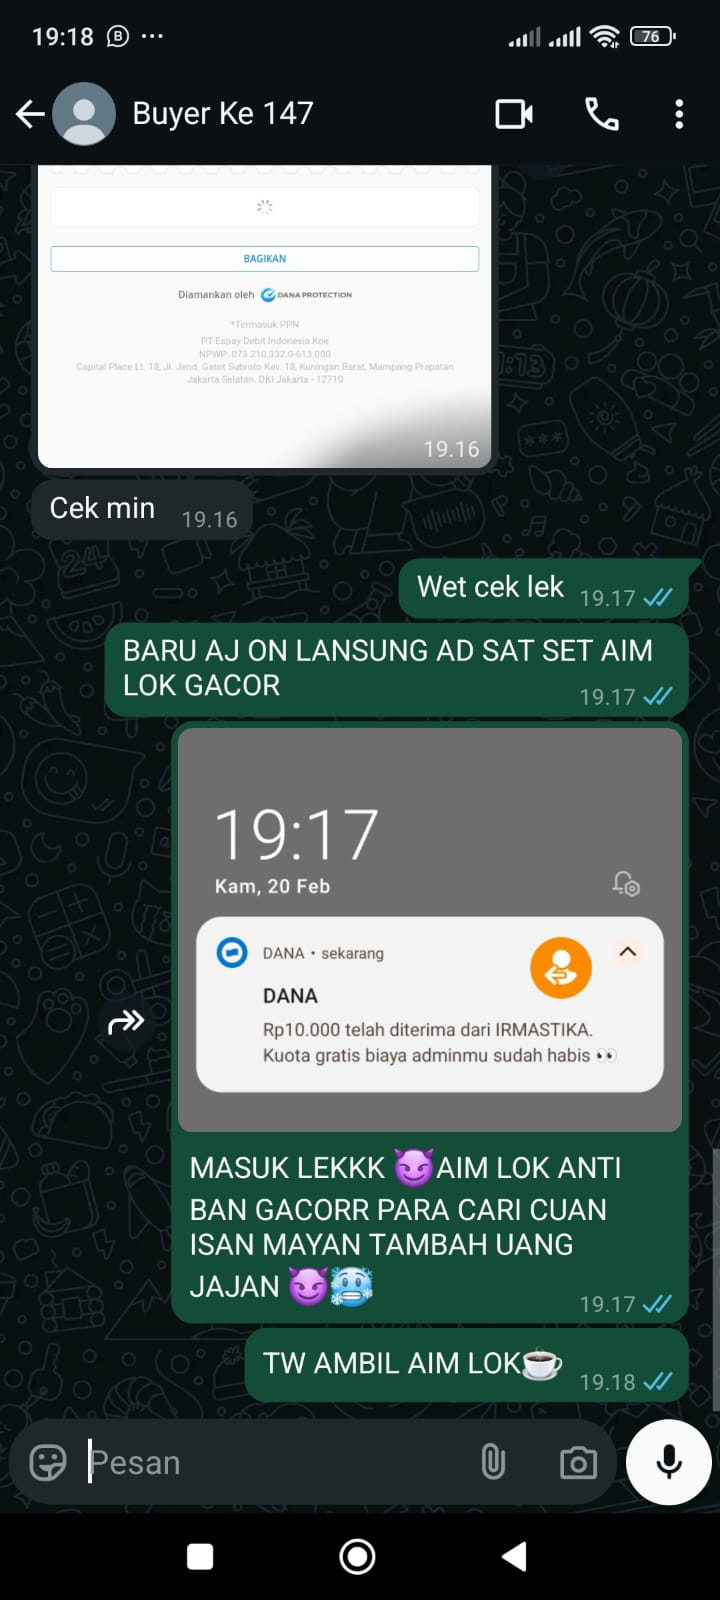 19:18
76
Buyer Ke 147
BAGIKAN
Diamankan oleh DANA PROTECTION
*Termasuk PPN
PT Espay Debit Indonesia Koe
NPWP: 073.210.332.0-613.000
Capital Place Lt. 18, Jl. Jend. Gatot Subroto Kav. 18, Kuningan Barat, Mampang Prapatan
Jakarta Selatan. DKI Jakarta - 12710
19.16
Cek min 19.16
Wet cek lek 19.17
BARU AJ ON LANSUNG AD SAT SET AIM
LOK GACOR 19.17
19:17
Kam, 20 Feb
DANA • sekarang
DANA
Rp10.000 telah diterima dari IRMASTIKA.
Kuota gratis biaya adminmu sudah habis 👀
MASUK LEKKK 😈AIM LOK ANTI
BAN GACORR PARA CARI CUAN
ISAN MAYAN TAMBAH UANG
JAJAN 😈🥶 19.17
TW AMBIL AIM LOK☕ 19.18
Pesan